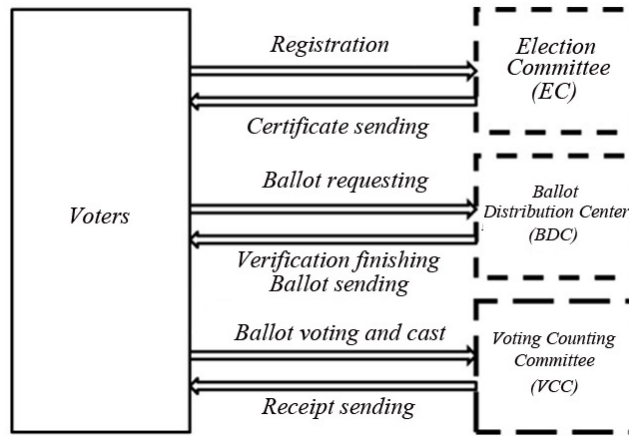 Voters
Registration
Certificate sending
Election
Committee
(EC)
Ballot requesting
Verification finishing
Ballot sending
Ballot
Distribution Center
(BDC)
Ballot voting and cast
Receipt sending
Voting Counting
Committee
(VCC)